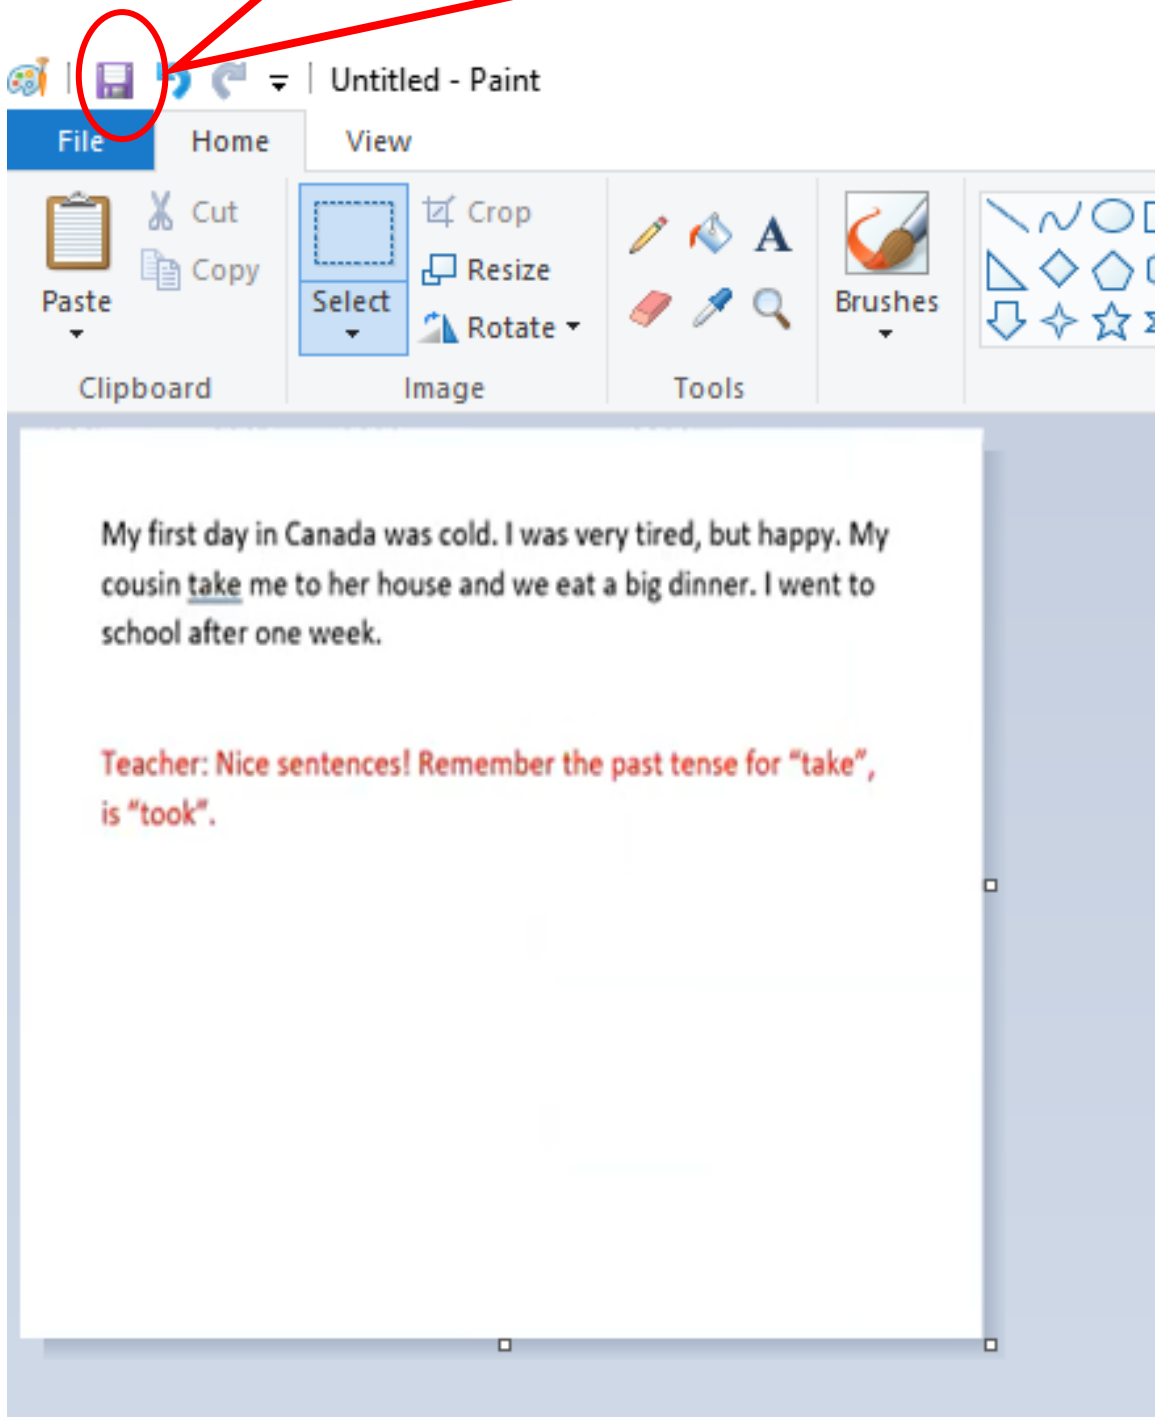 Untitled - Paint
File Home View
Cut Crop
Copy Resize
Paste Select Rotate Brushes
Clipboard Image Tools
My first day in Canada was cold. I was very tired, but happy. My
cousin take me to her house and we eat a big dinner. I went to
school after one week.
Teacher: Nice sentences! Remember the past tense for “take”,
is “took”.